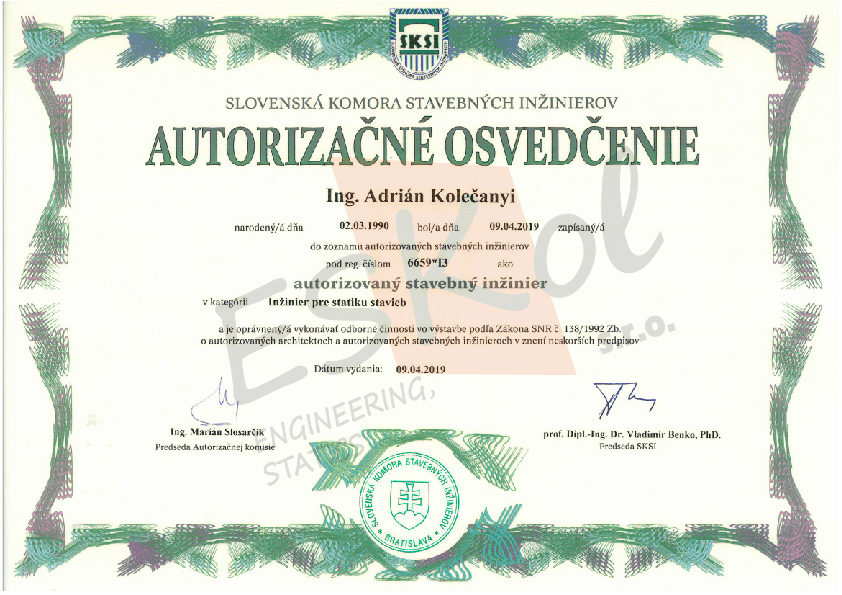 SKSI
SLOVENSKÁ KOMORA STAVEBNÝCH INŽINIEROV
AUTORIZAČNÉ OSVEDČENIE
Ing. Adrián Kolečanyi
narodený/á dňa 02.03.1990 bol/a dňa 09.04.2019 zapísaný/á
do zoznamu autorizovaných stavebných inžinierov
pod reg. číslom 6659*I3 ako
autorizovaný stavebný inžinier
v kategórii Inžinier pre statiku stavieb
a je oprávnený/á vykonávať odborné činnosti vo výstavbe podľa Zákona SNR č. 138/1992 Zb.
o autorizovaných architektoch a autorizovaných stavebných inžinieroch v znení neskorších predpisov
Dátum vydania: 09.04.2019
ESKol
s.r.o.
ENGINEERING,
Ing. Marián Slosarčik
Predseda Autorizačnej komisie
prof. Dipl.-Ing. Dr. Vladimír Benko, PhD.
Predseda SKSI
SLOVENSKÁ KOMORA STAVEBNÝCH INŽINIEROV
* BRATISLAVA *